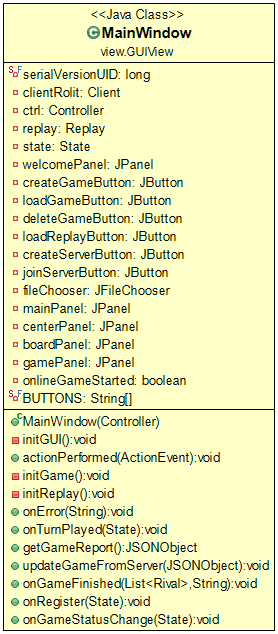 <<Java Class>>
MainWindow
view.GUIView
serialVersionUID: long
clientRolit: Client
ctrl: Controller
replay: Replay
state: State
welcomePanel: JPanel
createGameButton: JButton
loadGameButton: JButton
deleteGameButton: JButton
loadReplayButton: JButton
createServerButton: JButton
joinServerButton: JButton
fileChooser: JFileChooser
mainPanel: JPanel
centerPanel: JPanel
boardPanel: JPanel
gamePanel: JPanel
onlineGameStarted: boolean
BUTTONS: String[]
MainWindow(Controller)
initGUI():void
actionPerformed(ActionEvent):void
initGame():void
initReplay():void
onError(String):void
onTurnPlayed(State):void
getGameReport():JSONObject
updateGameFromServer(JSONObject):void
onGameFinished(List<Rival>,String):void
onRegister(State):void
onGameStatusChange(State):void